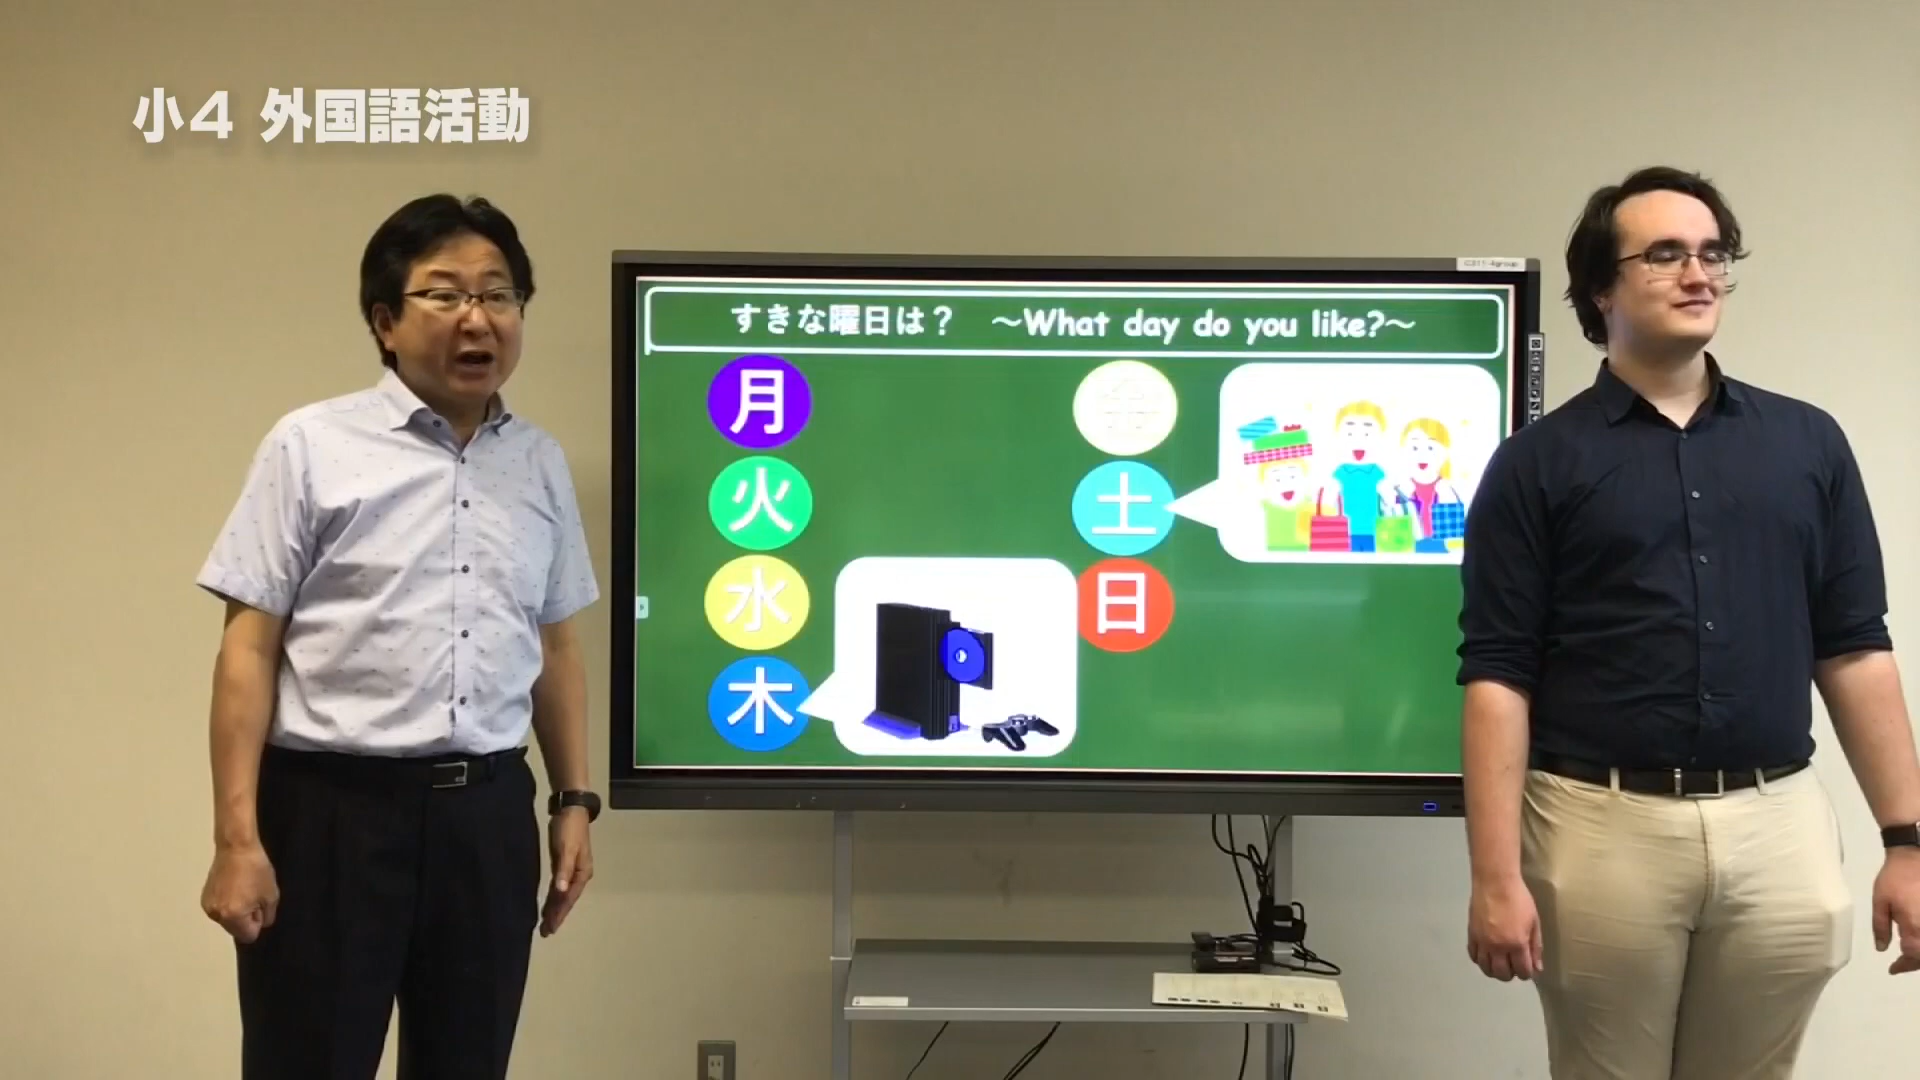 小4 外国語活動
すきな曜日は? 〜What day do you like?〜
月
火
水
木
金
土
日